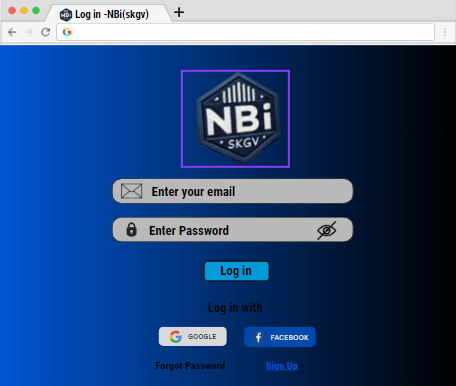 Log in -NBi(skgv)
NBi
SKGV
Enter your email
Enter Password
Log in
Log in with
GOOGLE
FACEBOOK
Forgot Password
Sign Up